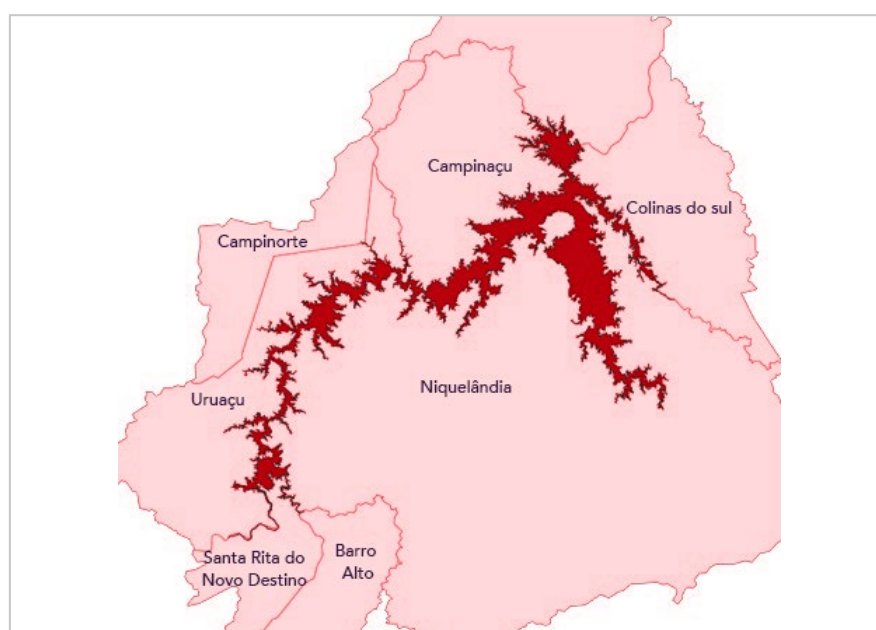 Campinaçu
Colinas do sul
Campinorte
Uruaçu
Niquelândia
Santa Rita do
Novo Destino
Barro
Alto